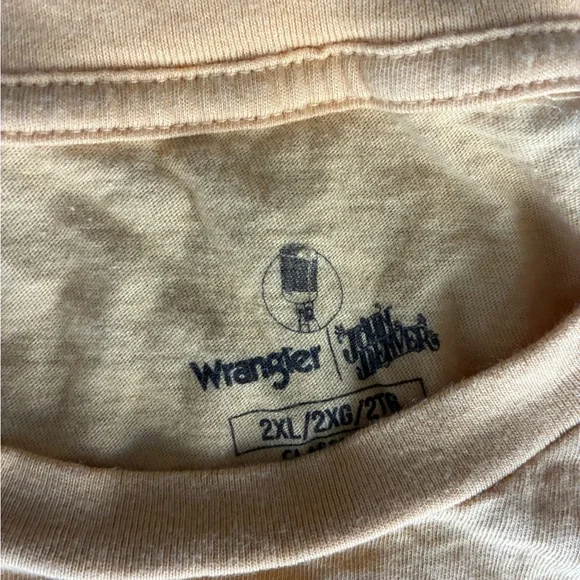 Wrangler
JOHN
DENVER
2XL/2XG/2TG